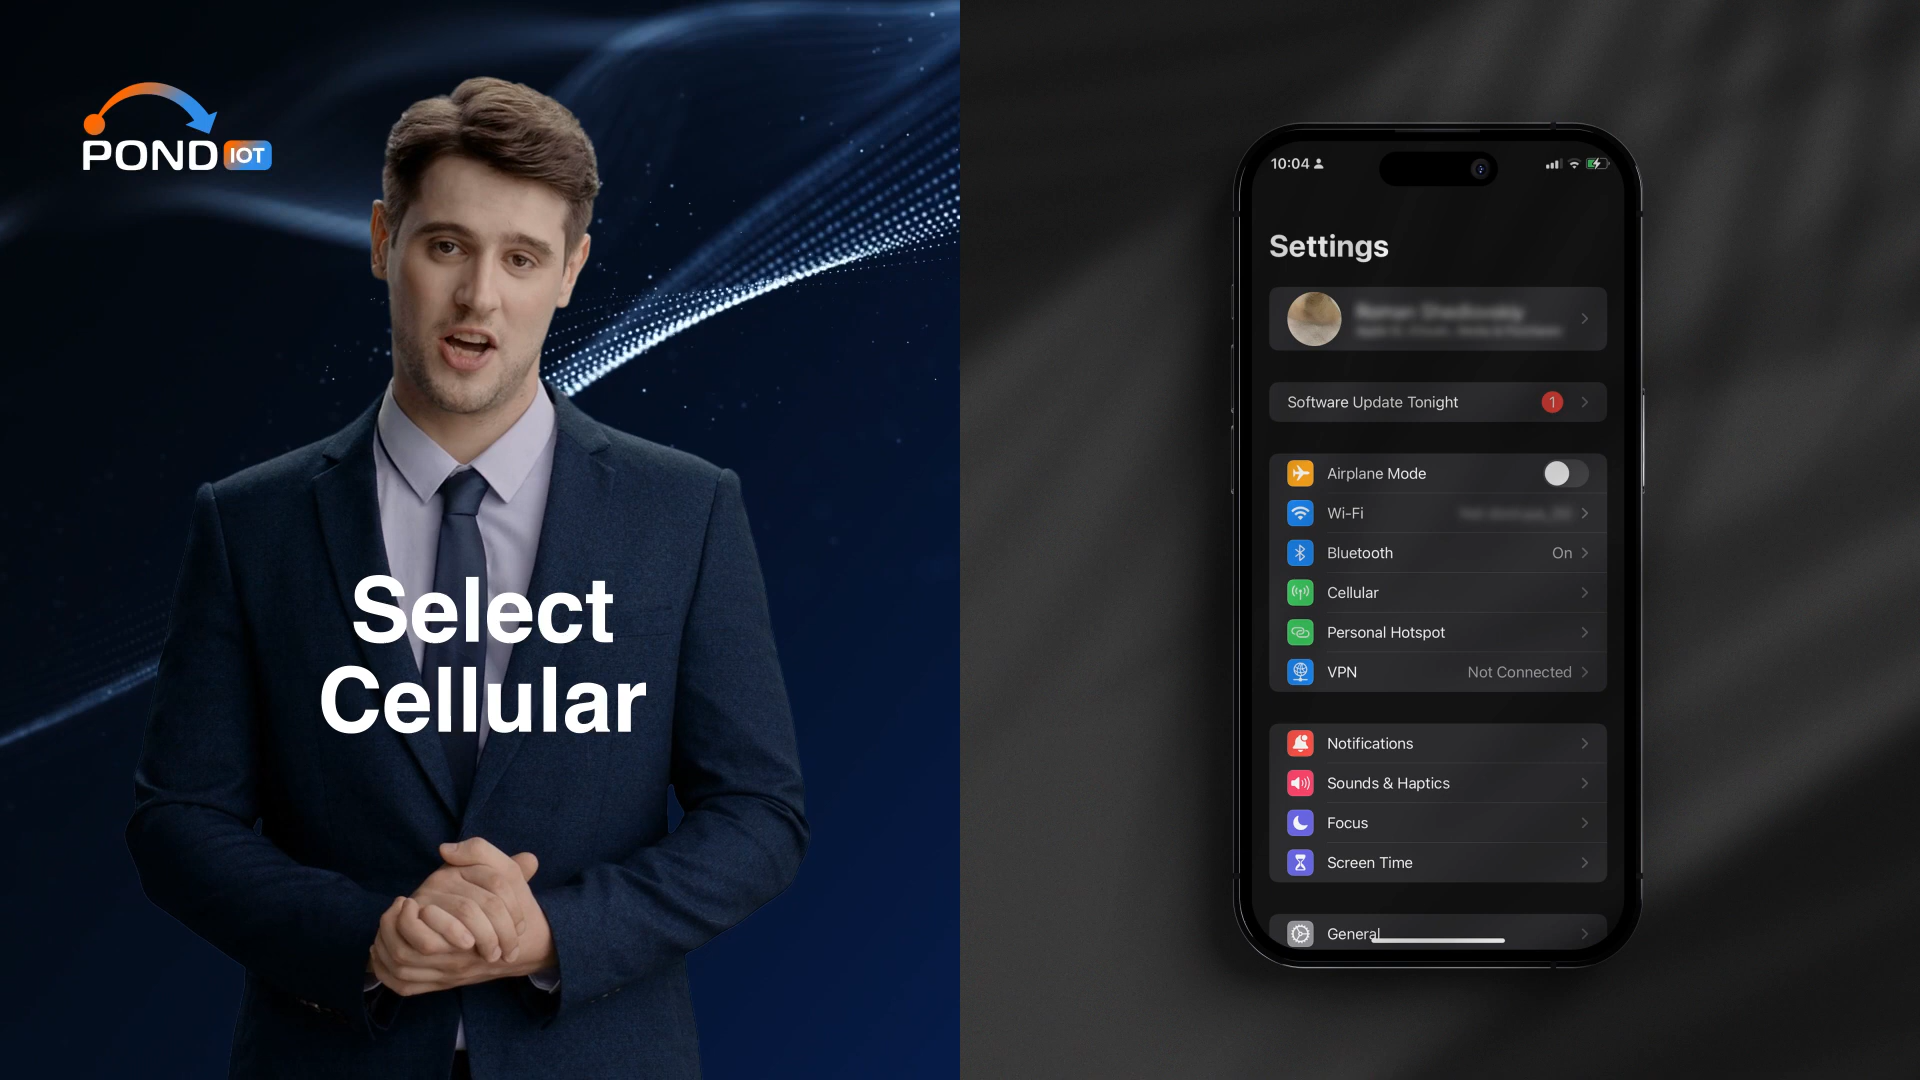 POND IOT
Select
Cellular
10:04
Settings
Software Update Tonight 1
Airplane Mode
Wi-Fi
Bluetooth On
Cellular
Personal Hotspot
VPN Not Connected
Notifications
Sounds & Haptics
Focus
Screen Time
General